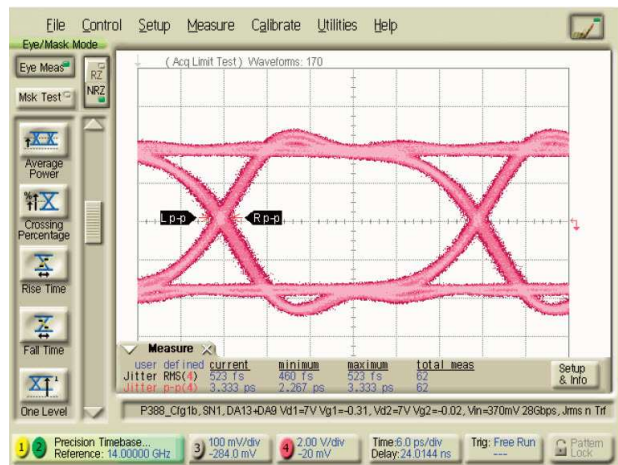 File Control Setup Measure Calibrate Utilities Help
Eye/Mask Mode
Eye Meas
RZ
NRZ
Msk Test
( Acq Limit Test ) Waveforms: 170
Average
Power
Crossing
Percentage
Rise Time
Fall Time
One Level
L p-p
R p-p
Measure
user defined current minimum maximum total meas
Jitter RMS(4) 523 fs 460 fs 523 fs 62
Jitter p-p(4) 3.333 ps 2.267 ps 3.333 ps 62
Setup
& Info
P388_Cfg1b, SN1, DA13+DA9 Vd1=7V Vg1=-0.31, Vd2=7V Vg2=-0.02, Vin=370mV 28Gbps, Jrms n Trf
1 2 Precision Timebase...
Reference: 14.00000 GHz
3 100 mV/div
-284.0 mV
4 2.00 V/div
-20 mV
Time:6.0 ps/div
Delay:24.0144 ns
Trig: Free Run
---
Pattern
Lock